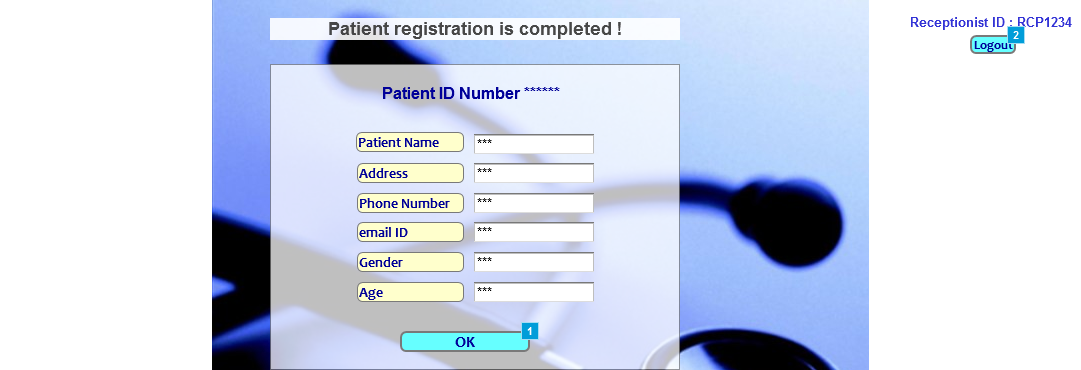 Patient registration is completed !
Receptionist ID : RCP1234
Logout
2
Patient ID Number ******
Patient Name ***
Address ***
Phone Number ***
email ID ***
Gender ***
Age ***
OK
1